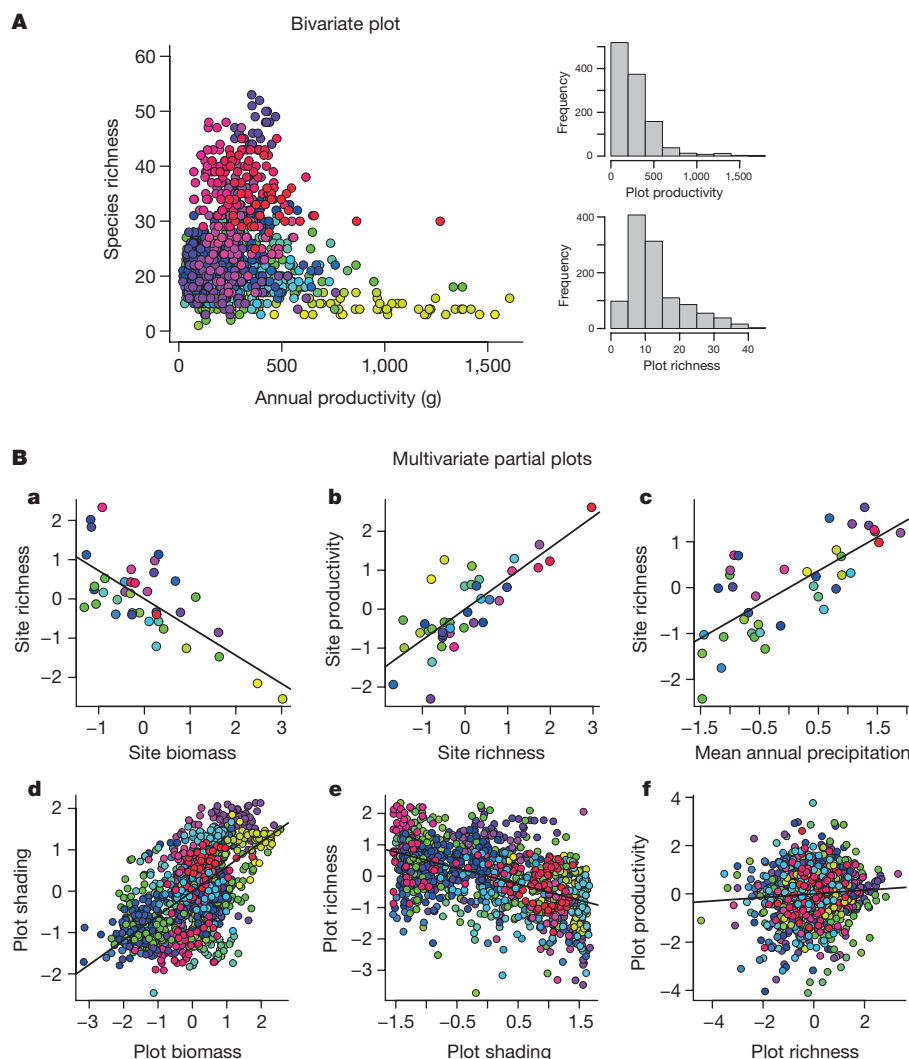 A
Bivariate plot
Species richness
60
50
40
30
20
10
0
0 500 1,000 1,500
Annual productivity (g)
Frequency
400
200
0
0 500 1,000 1,500
Plot productivity
Frequency
400
200
0
0 10 20 30 40
Plot richness
B
Multivariate partial plots
a
Site richness
2
1
0
−1
−2
−1 0 1 2 3
Site biomass
b
Site productivity
2
1
0
−1
−2
−1 0 1 2 3
Site richness
c
Site richness
2
1
0
−1
−2
−1.5 −0.5 0.5 1.5
Mean annual precipitation
d
Plot shading
2
1
0
−1
−2
−3 −2 −1 0 1 2
Plot biomass
e
Plot richness
2
1
0
−1
−2
−3
−1.5 −0.5 0.5 1.5
Plot shading
f
Plot productivity
4
2
0
−2
−4
−4 −2 0 2
Plot richness